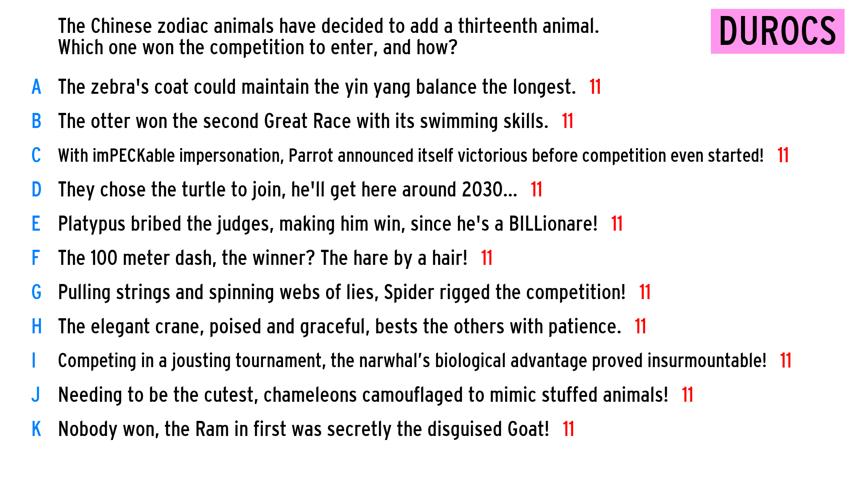 The Chinese zodiac animals have decided to add a thirteenth animal.
Which one won the competition to enter, and how?
DUROCS
A The zebra's coat could maintain the yin yang balance the longest. 11
B The otter won the second Great Race with its swimming skills. 11
C With imPECKable impersonation, Parrot announced itself victorious before competition even started! 11
D They chose the turtle to join, he'll get here around 2030... 11
E Platypus bribed the judges, making him win, since he's a BILLionare! 11
F The 100 meter dash, the winner? The hare by a hair! 11
G Pulling strings and spinning webs of lies, Spider rigged the competition! 11
H The elegant crane, poised and graceful, bests the others with patience. 11
I Competing in a jousting tournament, the narwhal’s biological advantage proved insurmountable! 11
J Needing to be the cutest, chameleons camouflaged to mimic stuffed animals! 11
K Nobody won, the Ram in first was secretly the disguised Goat! 11